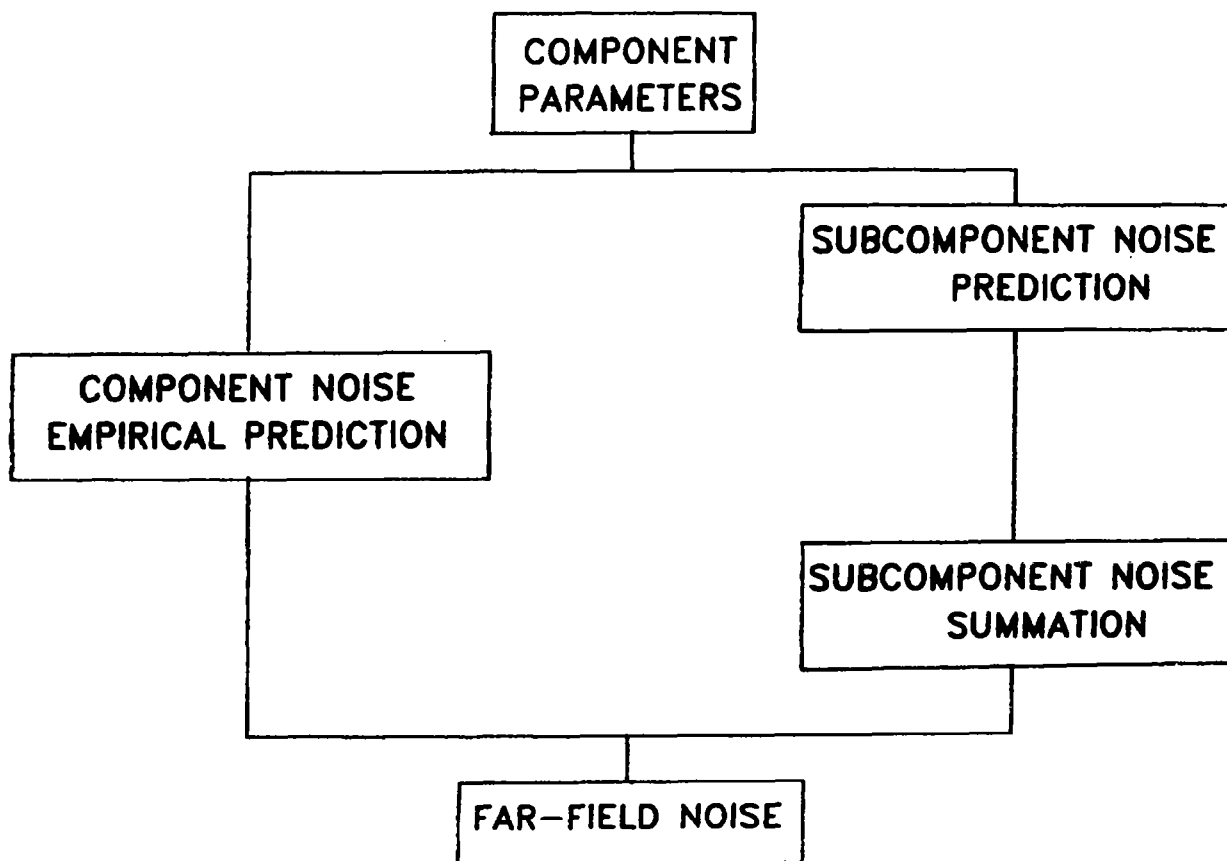 COMPONENT
PARAMETERS
SUBCOMPONENT NOISE
PREDICTION
COMPONENT NOISE
EMPIRICAL PREDICTION
SUBCOMPONENT NOISE
SUMMATION
FAR-FIELD NOISE